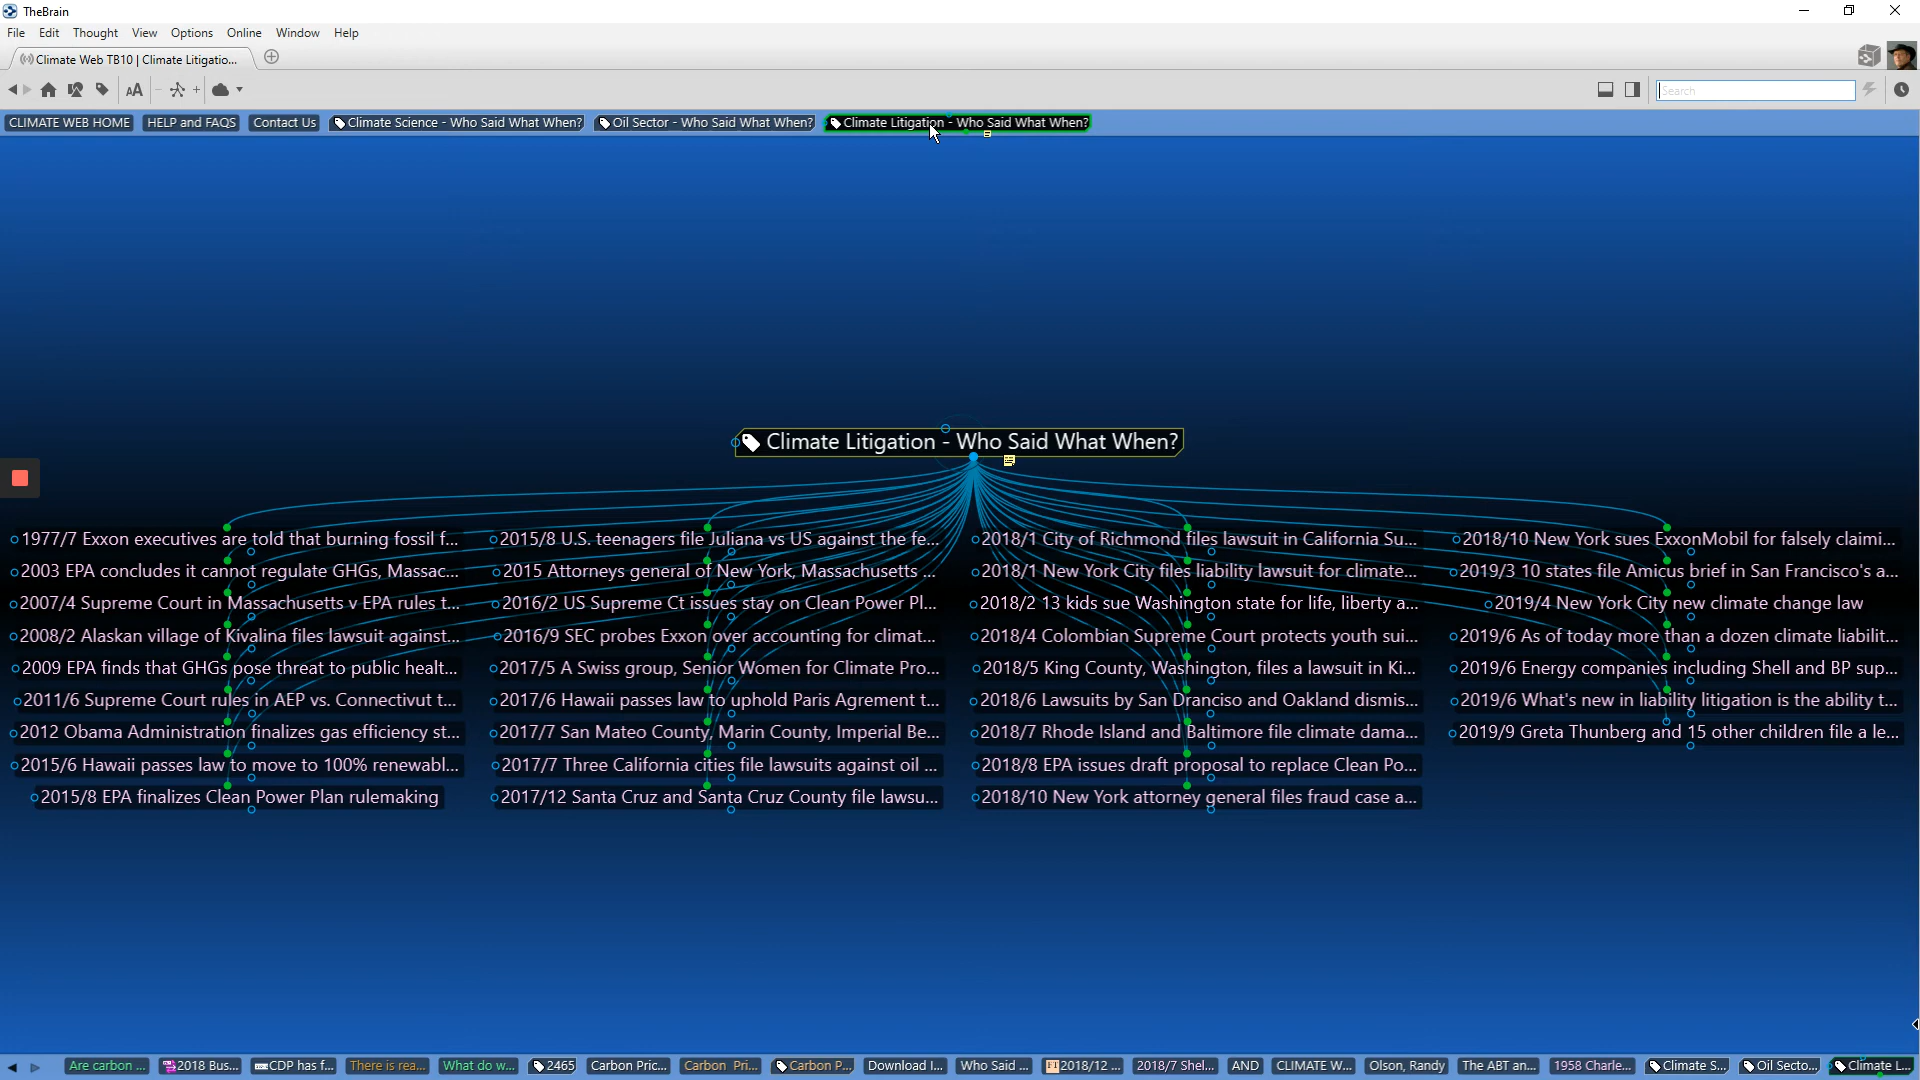 TheBrain
File Edit Thought View Options Online Window Help
Climate Web TB10 | Climate Litigatio...
AA
Search
CLIMATE WEB HOME HELP and FAQS Contact Us Climate Science - Who Said What When? Oil Sector - Who Said What When? Climate Litigation - Who Said What When?
Climate Litigation - Who Said What When?
1977/7 Exxon executives are told that burning fossil f...
2003 EPA concludes it cannot regulate GHGs, Massac...
2007/4 Supreme Court in Massachusetts v EPA rules t...
2008/2 Alaskan village of Kivalina files lawsuit against...
2009 EPA finds that GHGs pose threat to public healt...
2011/6 Supreme Court rules in AEP vs. Connectivut t...
2012 Obama Administration finalizes gas efficiency st...
2015/6 Hawaii passes law to move to 100% renewabl...
2015/8 EPA finalizes Clean Power Plan rulemaking
2015/8 U.S. teenagers file Juliana vs US against the fe...
2015 Attorneys general of New York, Massachusetts ...
2016/2 US Supreme Ct issues stay on Clean Power Pl...
2016/9 SEC probes Exxon over accounting for climat...
2017/5 A Swiss group, Senior Women for Climate Pro...
2017/6 Hawaii passes law to uphold Paris Agrement t...
2017/7 San Mateo County, Marin County, Imperial Be...
2017/7 Three California cities file lawsuits against oil ...
2017/12 Santa Cruz and Santa Cruz County file lawsu...
2018/1 City of Richmond files lawsuit in California Su...
2018/1 New York City files liability lawsuit for climate...
2018/2 13 kids sue Washington state for life, liberty a...
2018/4 Colombian Supreme Court protects youth sui...
2018/5 King County, Washington, files a lawsuit in Ki...
2018/6 Lawsuits by San Dranciso and Oakland dismis...
2018/7 Rhode Island and Baltimore file climate dama...
2018/8 EPA issues draft proposal to replace Clean Po...
2018/10 New York attorney general files fraud case a...
2018/10 New York sues ExxonMobil for falsely claimi...
2019/3 10 states file Amicus brief in San Francisco's a...
2019/4 New York City new climate change law
2019/6 As of today more than a dozen climate liabilit...
2019/6 Energy companies including Shell and BP sup...
2019/6 What's new in liability litigation is the ability t...
2019/9 Greta Thunberg and 15 other children file a le...
Are carbon ... 2018 Bus... CDP has f... There is rea... What do w... 2465 Carbon Pric... Carbon Pri... Carbon P... Download I... Who Said ... 2018/12 ... 2018/7 Shel... AND CLIMATE W... Olson, Randy The ABT an... 1958 Charle... Climate S... Oil Secto... Climate L...